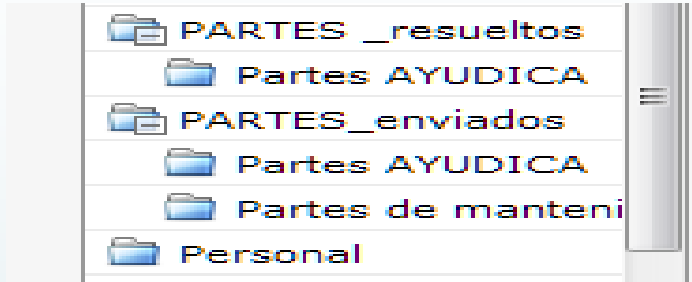 PARTES _resueltos
Partes AYUDICA
PARTES_enviados
Partes AYUDICA
Partes de manteni
Personal